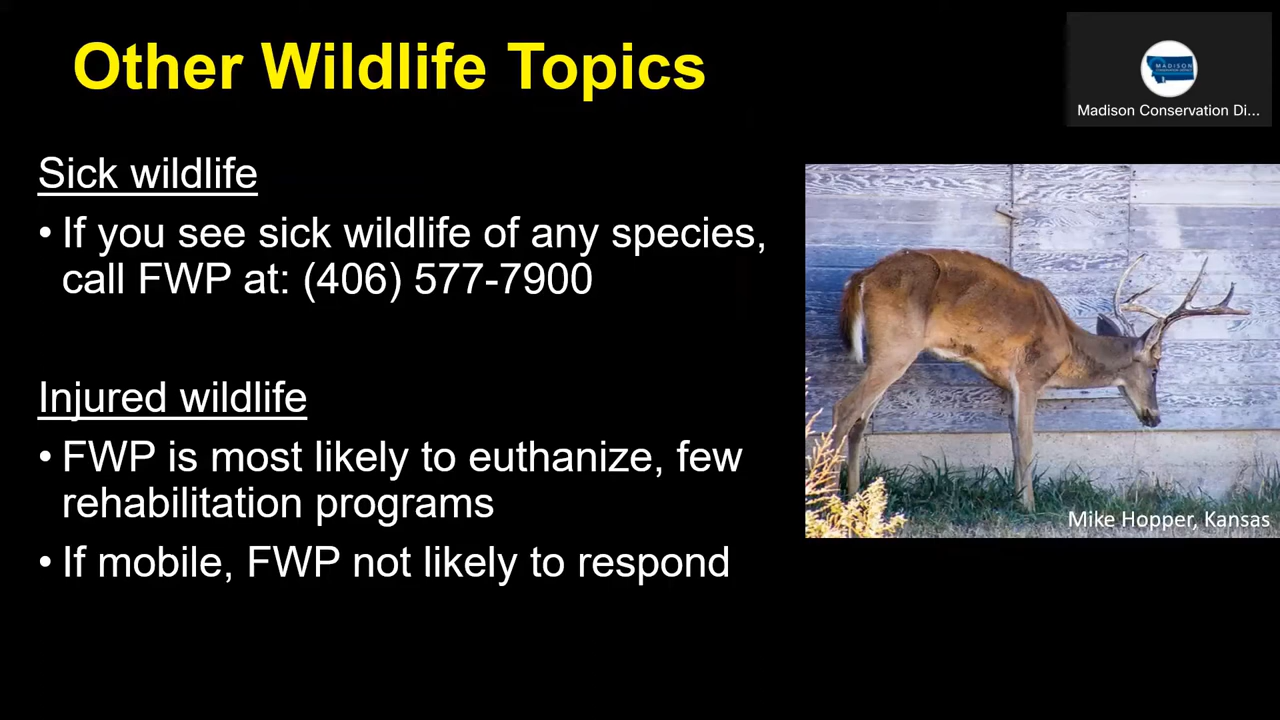 Other Wildlife Topics
MADISON
Madison Conservation Di...
Sick wildlife
• If you see sick wildlife of any species,
call FWP at: (406) 577-7900
Injured wildlife
• FWP is most likely to euthanize, few
rehabilitation programs
• If mobile, FWP not likely to respond
Mike Hopper, Kansas